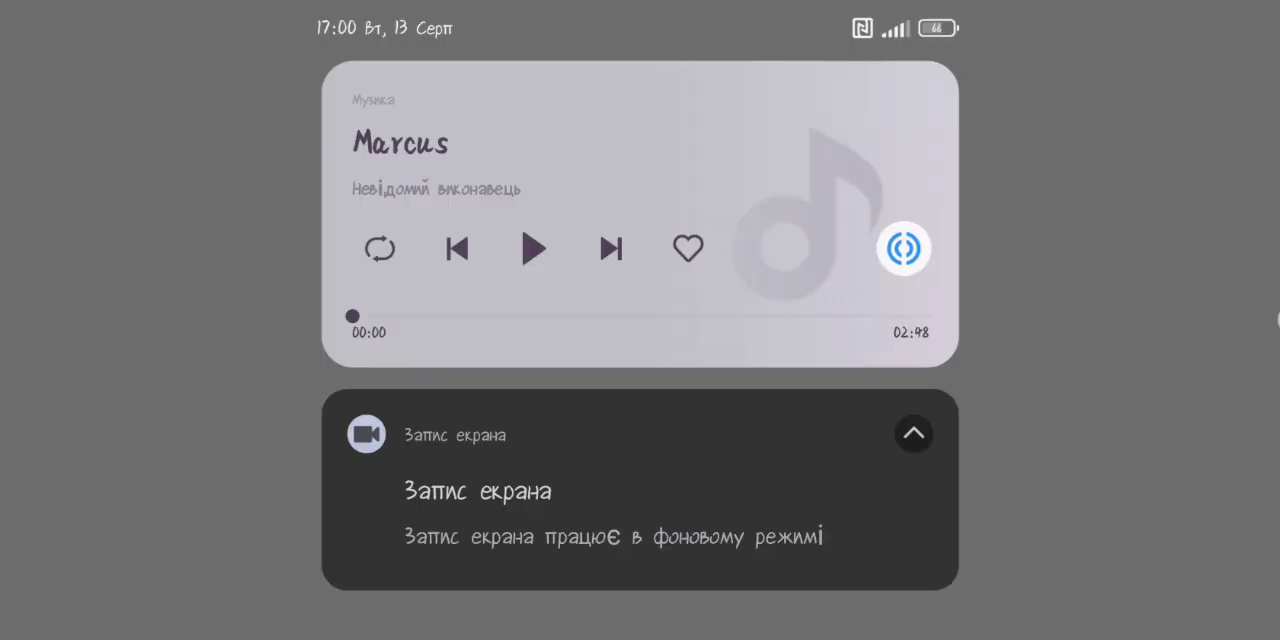 17:00 Вт, 13 Серп
66
Музика
Marcus
Невідомий виконавець
00:00
02:48
Запис екрана
Запис екрана
Запис екрана працює в фоновому режимі